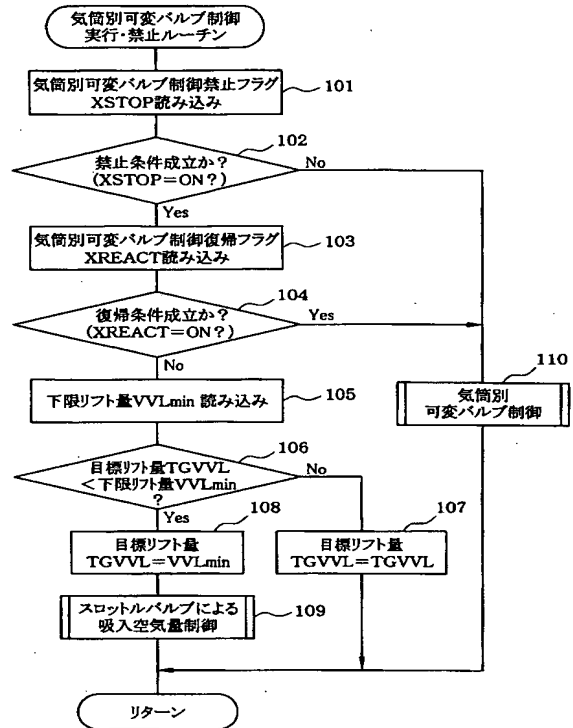 気筒別可変バルブ制御
実行・禁止ルーチン
気筒別可変バルブ制御禁止フラグ
XSTOP読み込み
101
102
禁止条件成立か?
(XSTOP=ON?)
No
Yes
気筒別可変バルブ制御復帰フラグ
XREACT読み込み
103
104
復帰条件成立か?
(XREACT=ON?)
Yes
No
下限リフト量VVLmin 読み込み
105
110
気筒別
可変バルブ制御
106
目標リフト量TGVVL
<下限リフト量VVLmin
?
No
Yes
108
目標リフト量
TGVVL=VVLmin
107
目標リフト量
TGVVL=TGVVL
スロットルバルブによる
吸入空気量制御
109
リターン